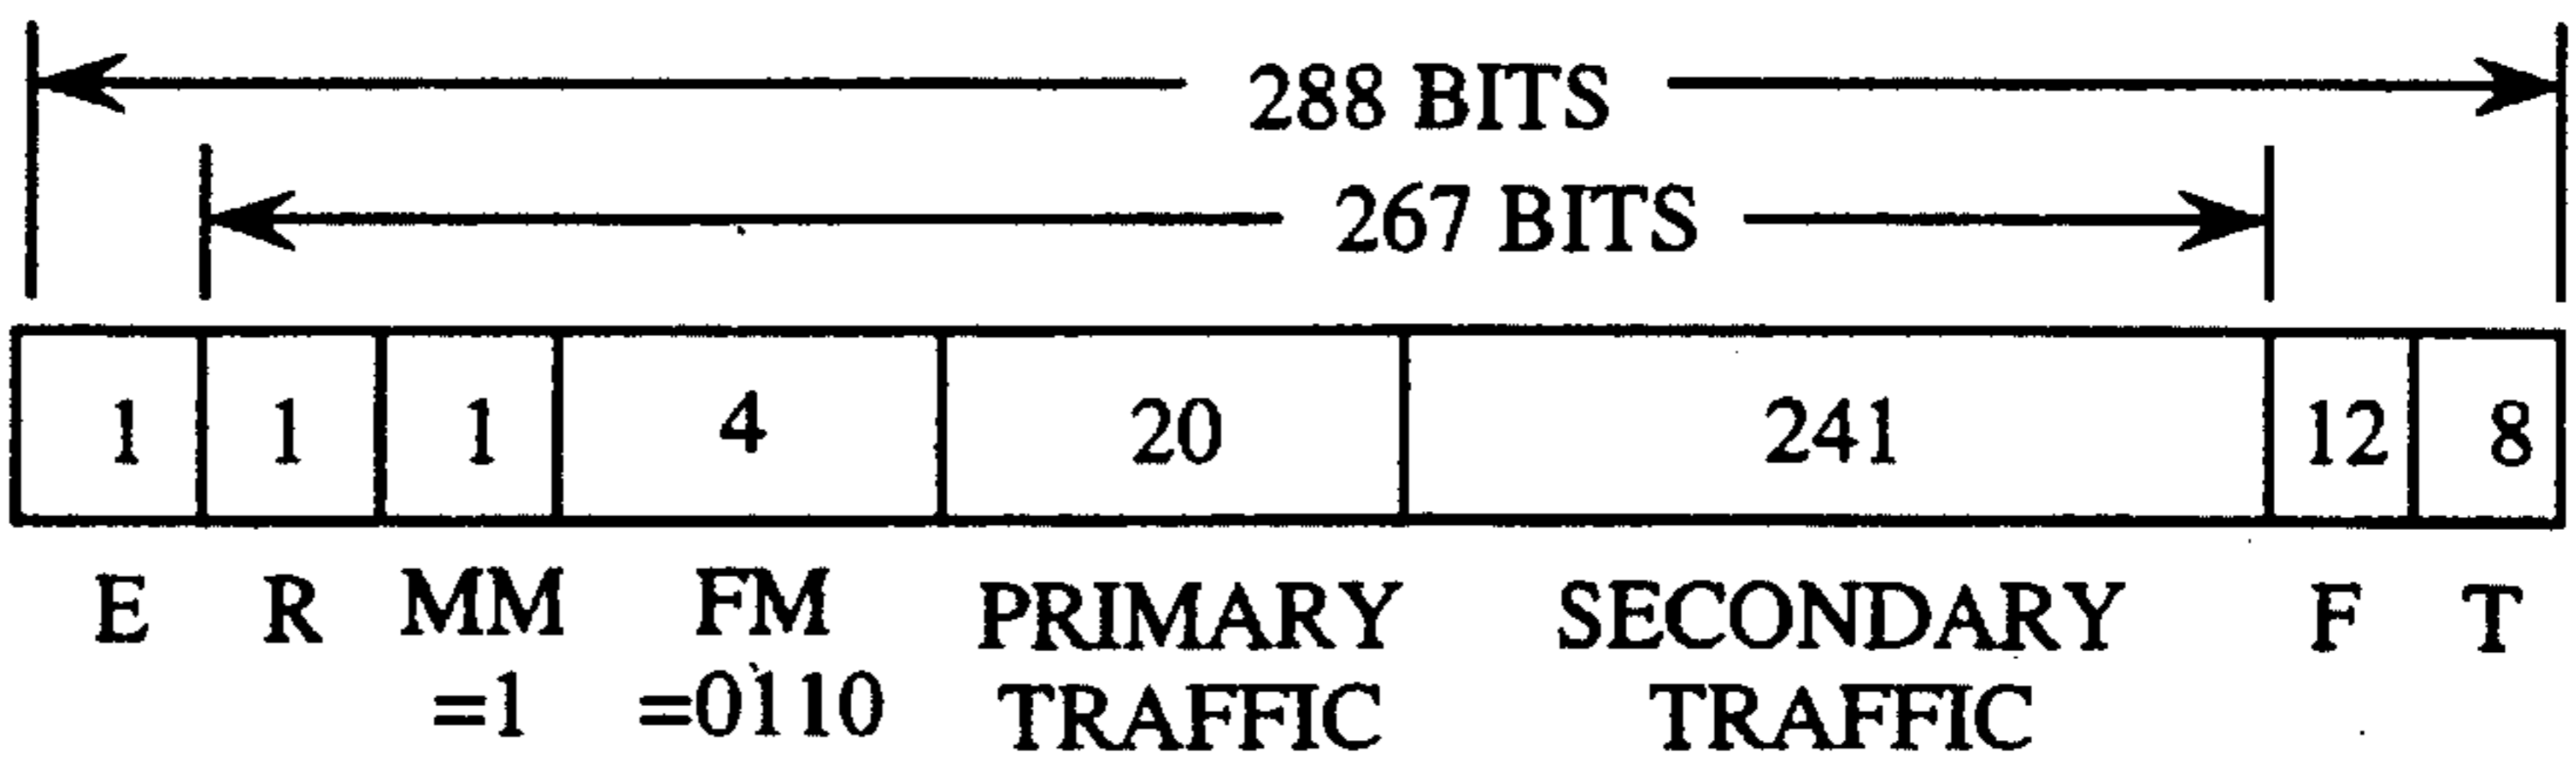 288 BITS
267 BITS
1 1 1 4 20 241 12 8
E R MM FM PRIMARY SECONDARY F T
=1 =0110 TRAFFIC TRAFFIC